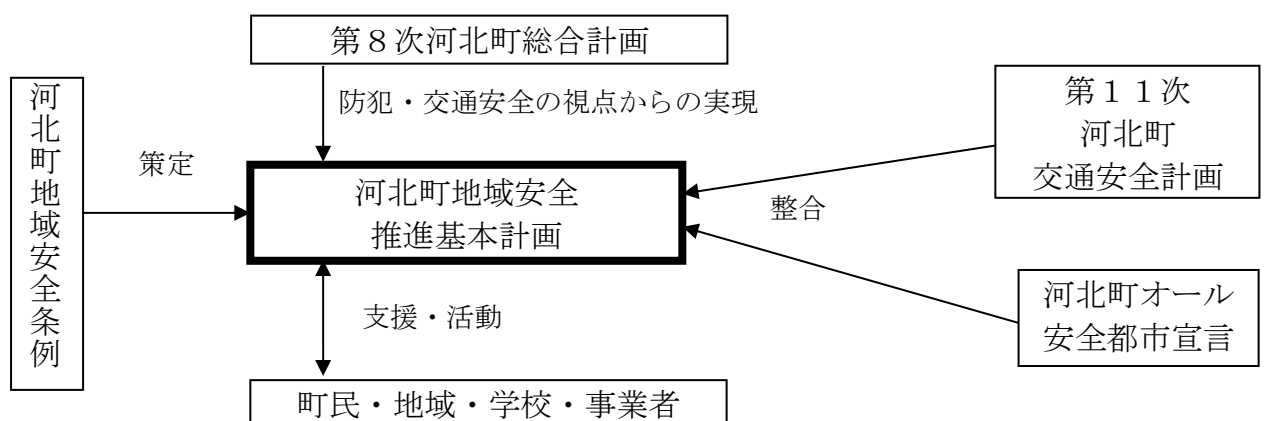 第８次河北町総合計画
防犯・交通安全の視点からの実現
河北町地域安全条例
策定
河北町地域安全
推進基本計画
整合
第１１次
河北町
交通安全計画
河北町オール
安全都市宣言
支援・活動
町民・地域・学校・事業者